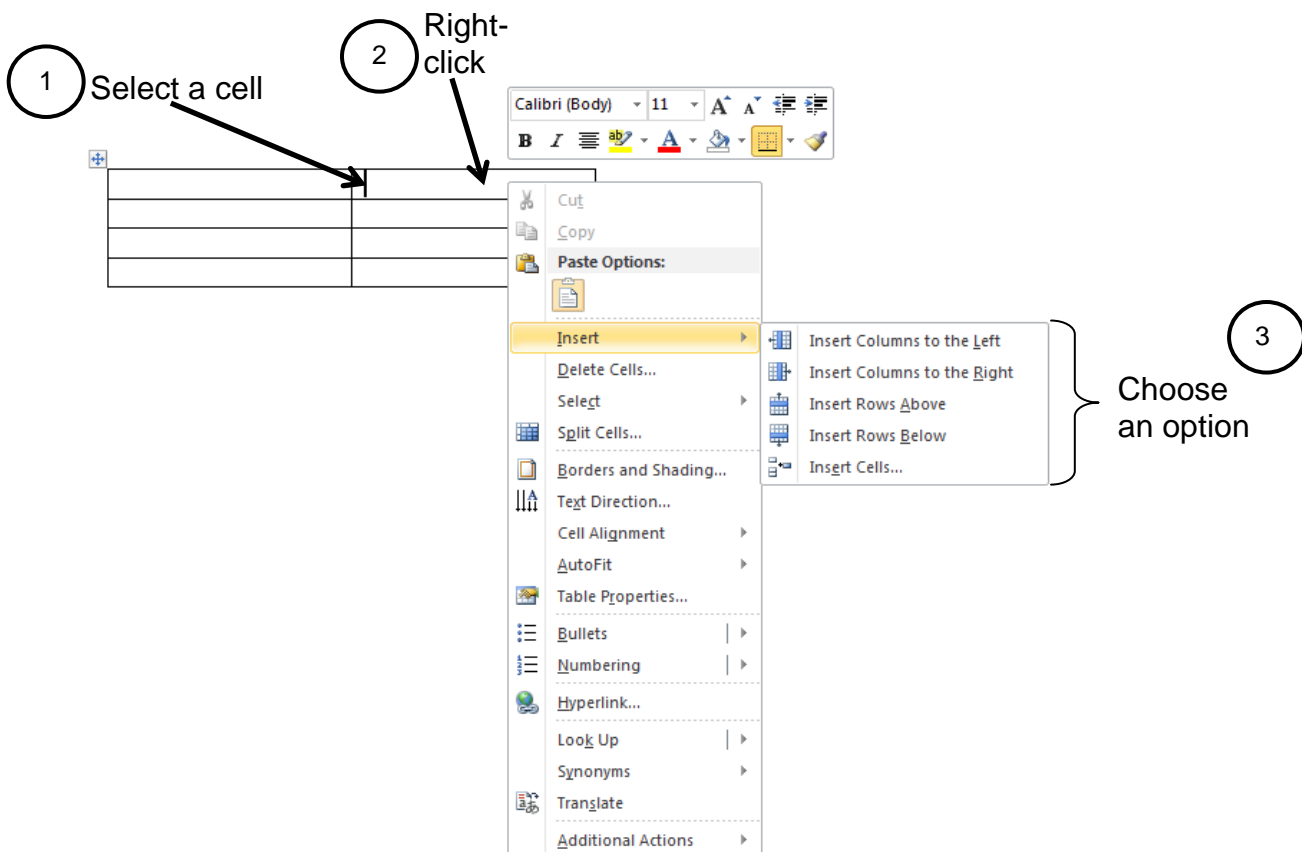 1
Select a cell
2
Right-
click
Calibri (Body) 11 A A
B I ab A
Cut
Copy
Paste Options:
Insert
Delete Cells...
Select
Split Cells...
Borders and Shading...
Text Direction...
Cell Alignment
AutoFit
Table Properties...
Bullets
Numbering
Hyperlink...
Look Up
Synonyms
Translate
Additional Actions
Insert Columns to the Left
Insert Columns to the Right
Insert Rows Above
Insert Rows Below
Insert Cells...
3
Choose
an option